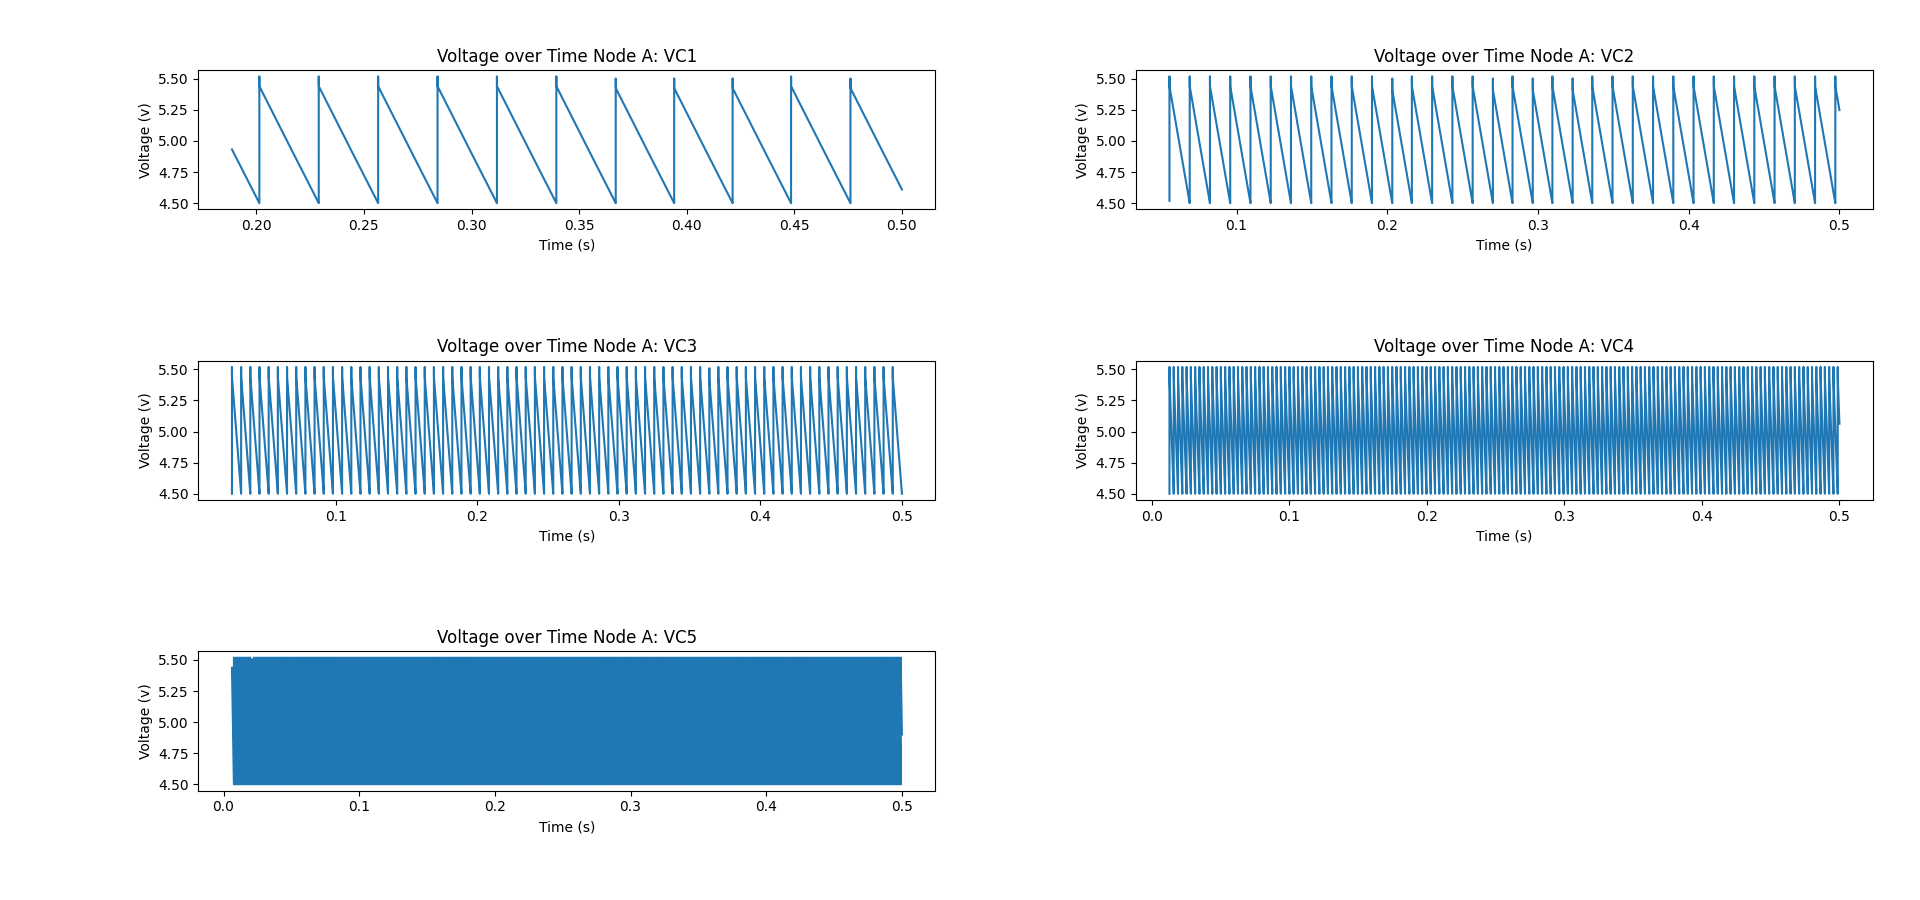 Voltage over Time Node A: VC1
5.50
5.25
5.00
4.75
4.50
Voltage (v)
0.20 0.25 0.30 0.35 0.40 0.45 0.50
Time (s)
Voltage over Time Node A: VC2
5.50
5.25
5.00
4.75
4.50
Voltage (v)
0.1 0.2 0.3 0.4 0.5
Time (s)
Voltage over Time Node A: VC3
5.50
5.25
5.00
4.75
4.50
Voltage (v)
0.1 0.2 0.3 0.4 0.5
Time (s)
Voltage over Time Node A: VC4
5.50
5.25
5.00
4.75
4.50
Voltage (v)
0.0 0.1 0.2 0.3 0.4 0.5
Time (s)
Voltage over Time Node A: VC5
5.50
5.25
5.00
4.75
4.50
Voltage (v)
0.0 0.1 0.2 0.3 0.4 0.5
Time (s)